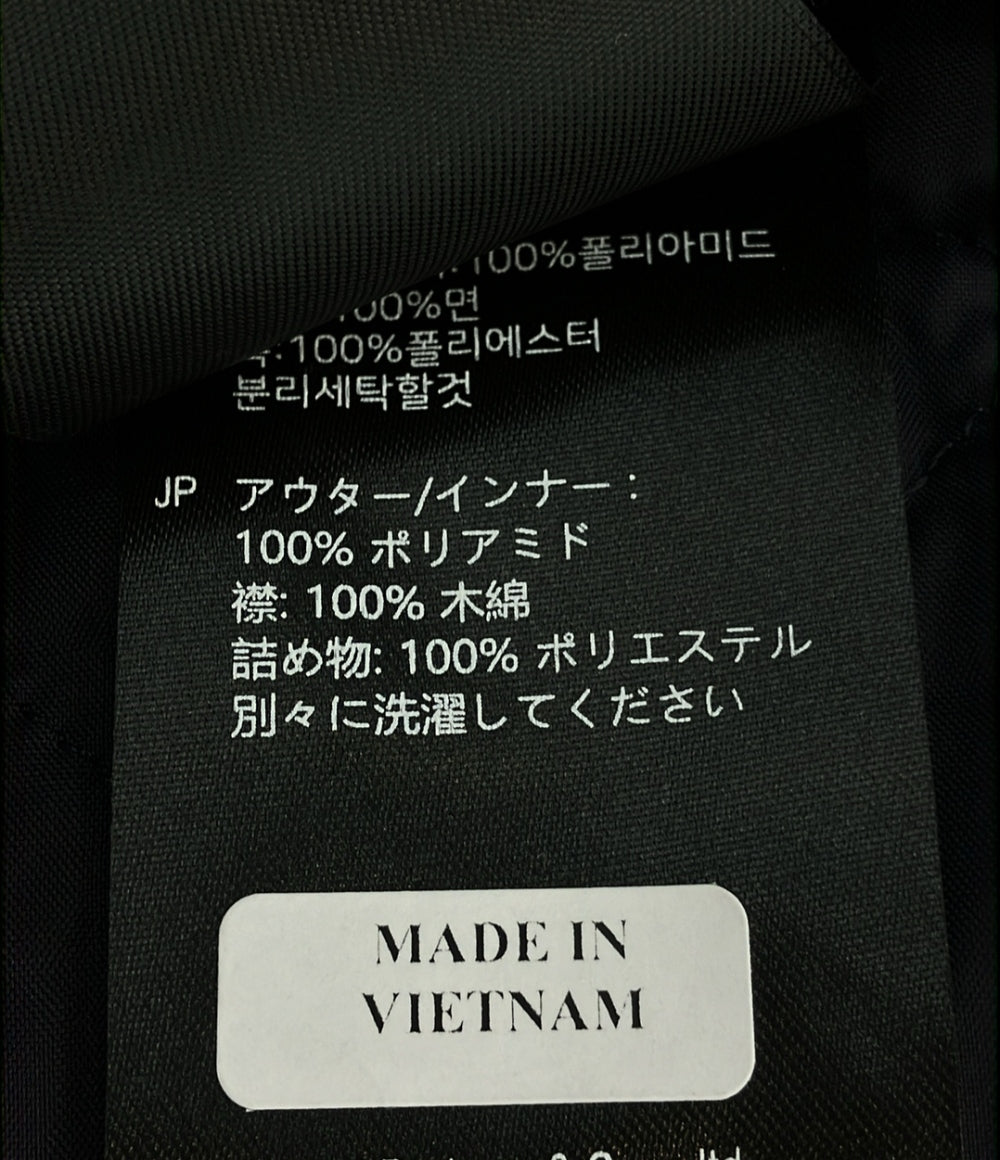 100%폴리아미드
100%면
100%폴리에스터
분리세탁할것
JP アウター/インナー:
100% ポリアミド
襟: 100% 木綿
詰め物: 100% ポリエステル
別々に洗濯してください
MADE IN
VIETNAM